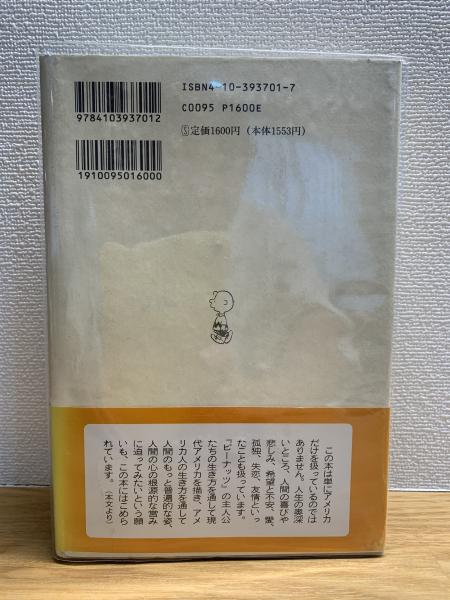 ISBN4-10-393701-7
C0095 P1600E
9784103937012
Ⓢ定価1600円（本体1553円）
1910095016000
この本は単にアメリカ
だけを扱っているのでは
ありません。人生の奥深
いところ、人間の喜びや
悲しみ、希望と不安、愛、
孤独、失恋、友情といっ
たことも扱っています。
『ピーナッツ』の主人公
たちの生き方を通して現
代アメリカを描き、アメ
リカ人の生き方を通して
人間のもっと普遍的な姿、
人間の心の根源的な営み
に迫ってみたいという願
いも、この本にはこめら
れています。（本文より）